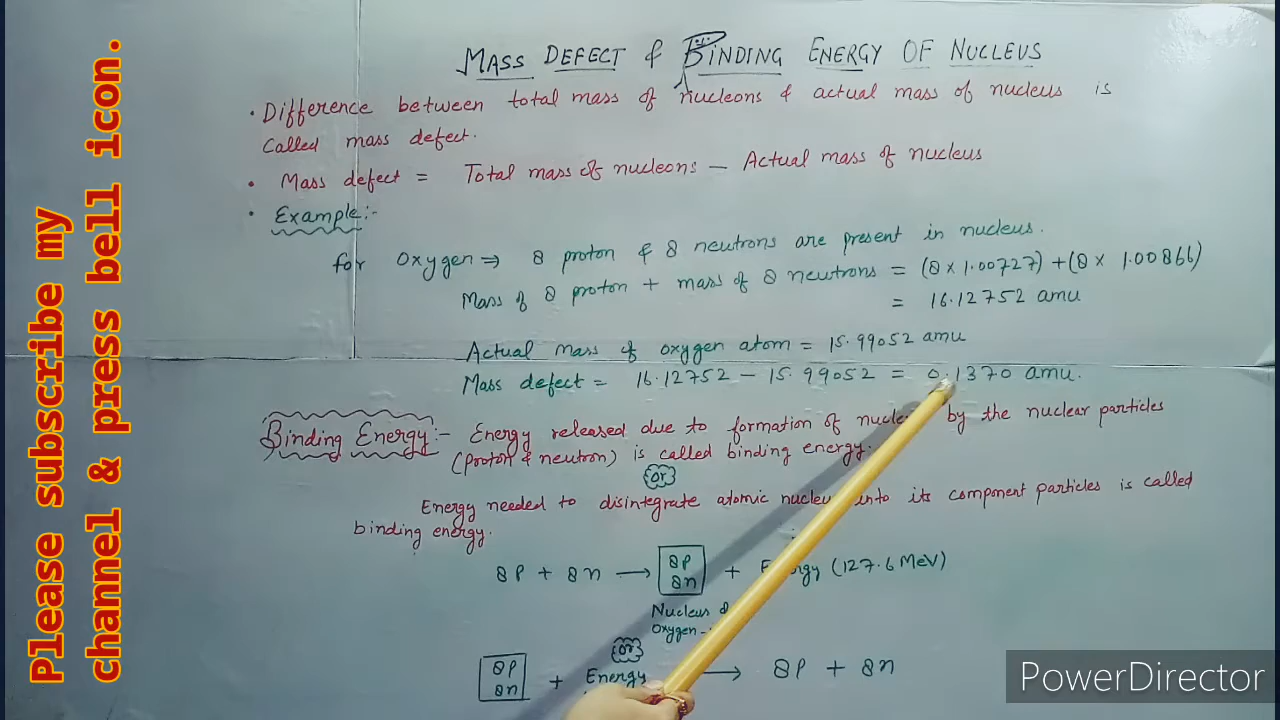 MASS DEFECT & BINDING ENERGY OF NUCLEUS
• Difference between total mass of nucleons & actual mass of nucleus is
called mass defect.
• Mass defect = Total mass of nucleons – Actual mass of nucleus
• Example:-
for Oxygen ⇒ 8 proton & 8 neutrons are present in nucleus.
Mass of 8 proton + mass of 8 neutrons = (8 × 1.00727) + (8 × 1.00866)
= 16.12752 amu
Actual mass of oxygen atom = 15.99052 amu
Mass defect = 16.12752 – 15.99052 = 0.1370 amu.
Binding Energy:- Energy released due to formation of by the nuclear particles
(proton & neutron) is called binding energy.
or
Energy needed to disintegrate atomic into its component particles is called
binding energy.
8P + 8n → 8P 8n + Energy (127.6 MeV)
Nucleus
Oxygen
or
8P 8n + Energy → 8P + 8n
Please subscribe my
channel & press bell icon.
PowerDirector